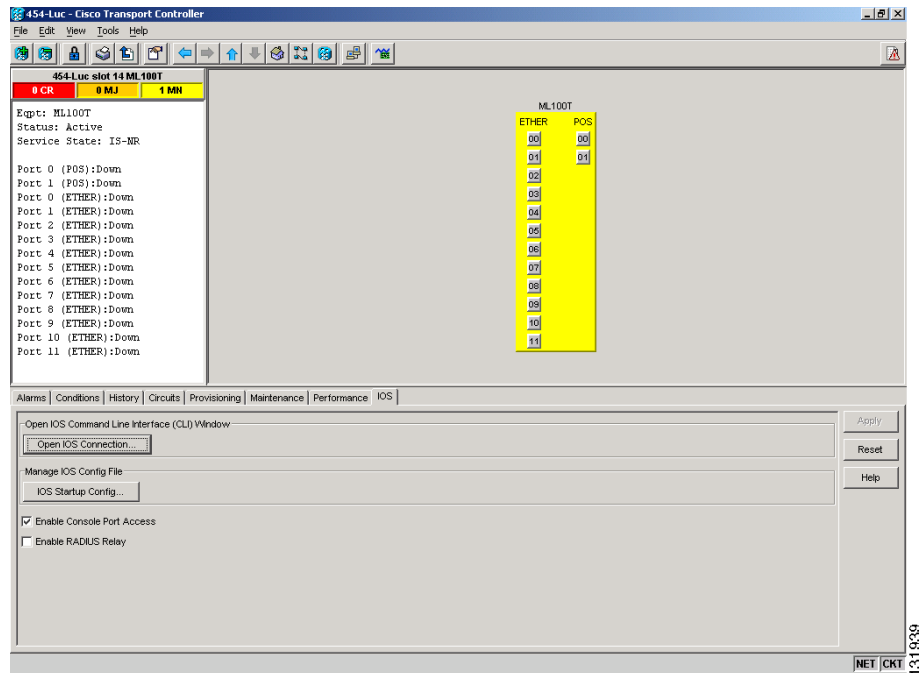 454-Luc - Cisco Transport Controller
File Edit View Tools Help
454-Luc slot 14 ML100T
0 CR 0 MJ 1 MN
Eqpt: ML100T
Status: Active
Service State: IS-NR
Port 0 (POS):Down
Port 1 (POS):Down
Port 0 (ETHER):Down
Port 1 (ETHER):Down
Port 2 (ETHER):Down
Port 3 (ETHER):Down
Port 4 (ETHER):Down
Port 5 (ETHER):Down
Port 6 (ETHER):Down
Port 7 (ETHER):Down
Port 8 (ETHER):Down
Port 9 (ETHER):Down
Port 10 (ETHER):Down
Port 11 (ETHER):Down
ML100T
ETHER POS
00 00
01 01
02
03
04
05
06
07
08
09
10
11
Alarms Conditions History Circuits Provisioning Maintenance Performance IOS
Open IOS Command Line Interface (CLI) Window
Open IOS Connection...
Manage IOS Config File
IOS Startup Config...
Enable Console Port Access
Enable RADIUS Relay
Apply
Reset
Help
NET CKT
131939